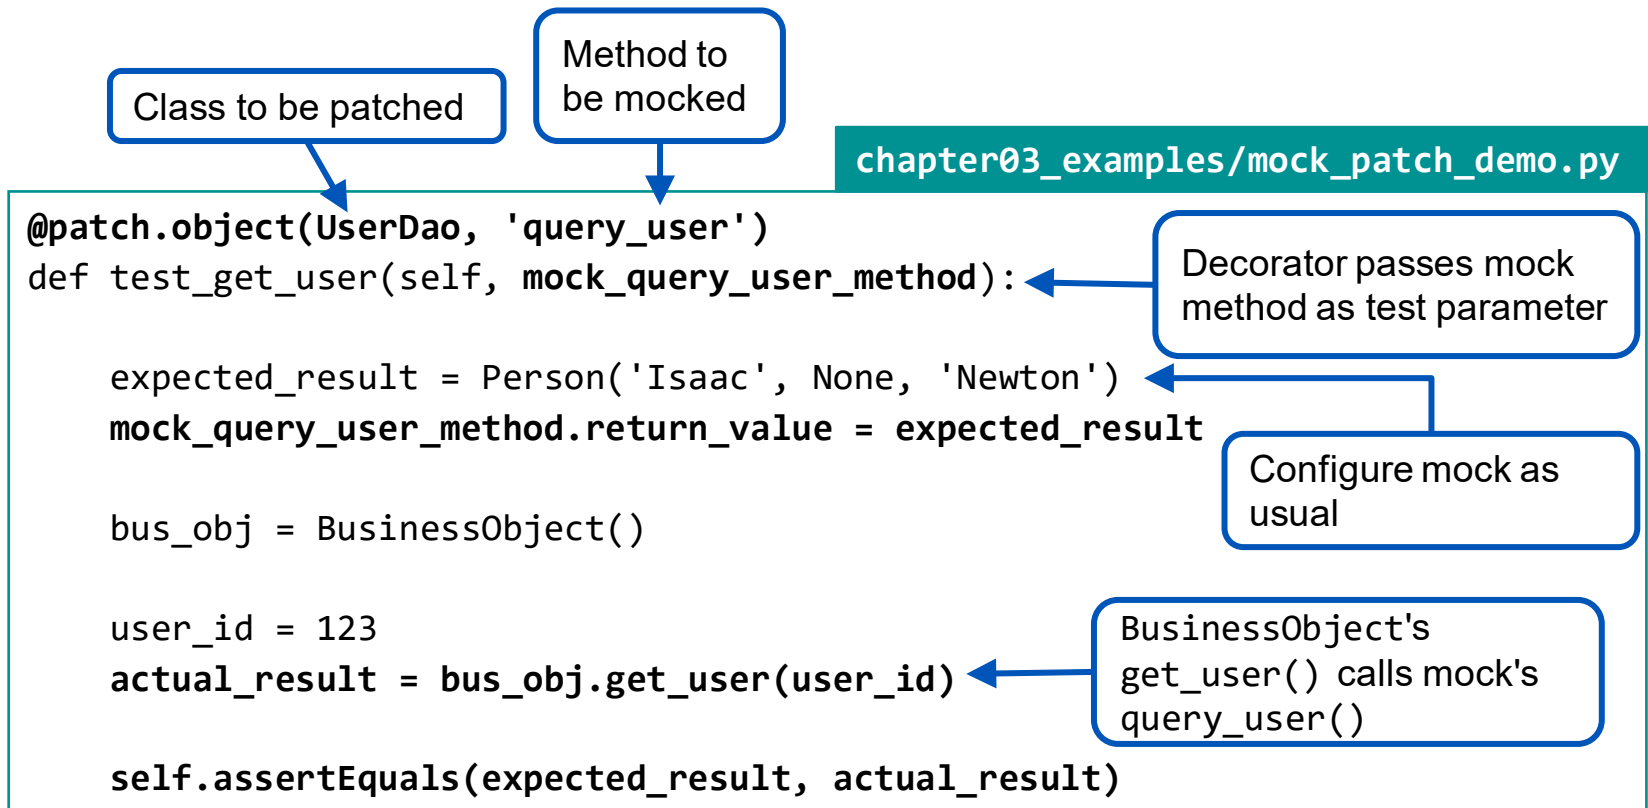 Method to
be mocked
Class to be patched
chapter03_examples/mock_patch_demo.py
@patch.object(UserDao, 'query_user')
def test_get_user(self, mock_query_user_method):
Decorator passes mock
method as test parameter
expected_result = Person('Isaac', None, 'Newton')
mock_query_user_method.return_value = expected_result
Configure mock as
usual
bus_obj = BusinessObject()
user_id = 123
actual_result = bus_obj.get_user(user_id)
BusinessObject's
get_user() calls mock's
query_user()
self.assertEquals(expected_result, actual_result)